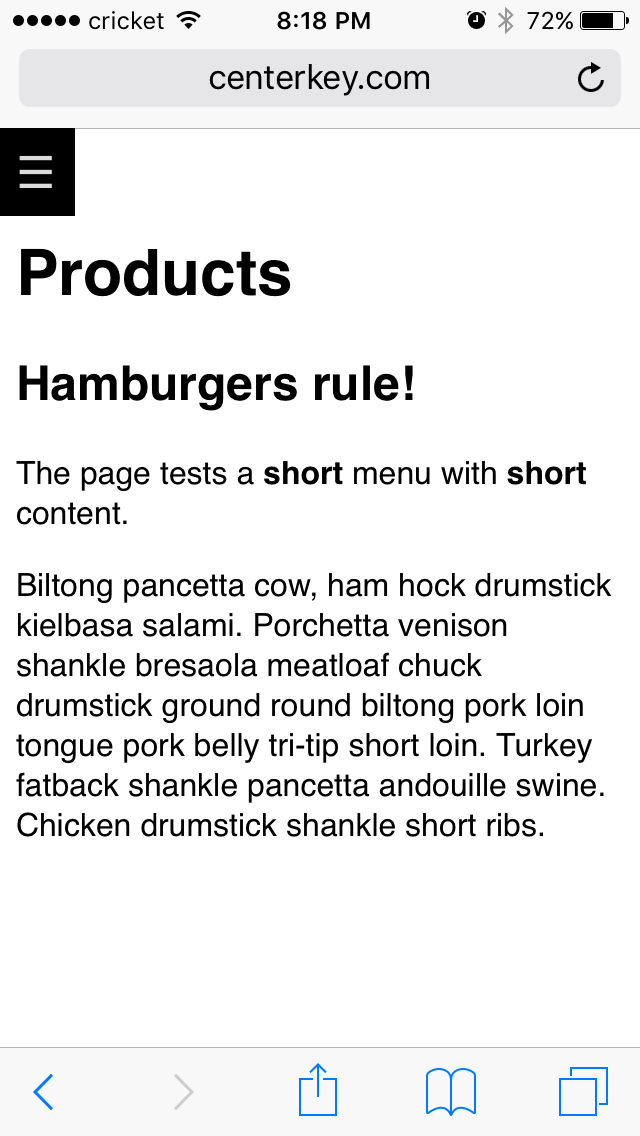 cricket 8:18 PM 72%
centerkey.com
Products
Hamburgers rule!
The page tests a short menu with short
content.
Biltong pancetta cow, ham hock drumstick
kielbasa salami. Porchetta venison
shankle bresaola meatloaf chuck
drumstick ground round biltong pork loin
tongue pork belly tri-tip short loin. Turkey
fatback shankle pancetta andouille swine.
Chicken drumstick shankle short ribs.